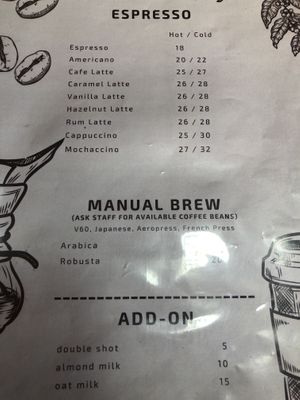 ESPRESSO
Hot / Cold
Espresso 18
Americano 20 / 22
Cafe Latte 25 / 27
Caramel Latte 26 / 28
Vanilla Latte 26 / 28
Hazelnut Latte 26 / 28
Rum Latte 26 / 28
Cappuccino 25 / 30
Mochaccino 27 / 32
MANUAL BREW
(ASK STAFF FOR AVAILABLE COFFEE BEANS)
V60, Japanese, Aeropress, French Press
Arabica
Robusta 20
ADD-ON
double shot 5
almond milk 10
oat milk 15